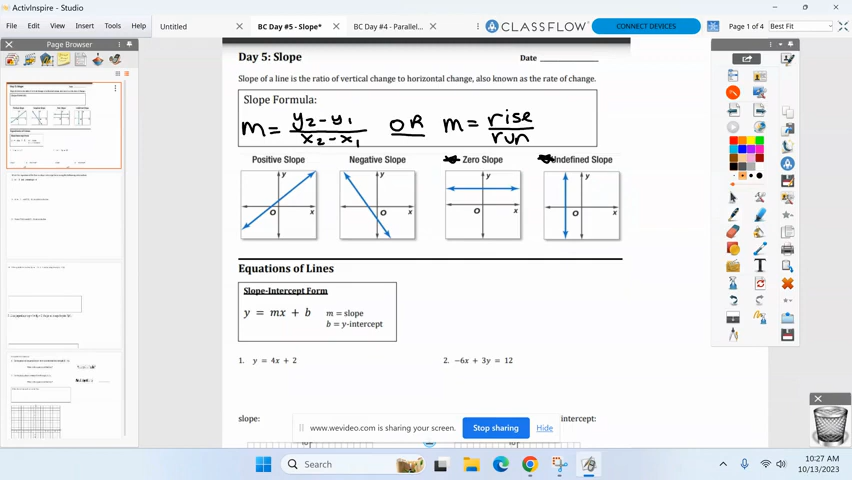 ActivInspire - Studio
File Edit View Insert Tools Help
Untitled
BC Day #5 - Slope*
BC Day #4 - Parallel...
CLASSFLOW
CONNECT DEVICES
Page 1 of 4
Best Fit
Page Browser
Day 5: Slope
Date
Slope of a line is the ratio of vertical change to horizontal change, also known as the rate of change.
Slope Formula:
m = y₂ - y₁ / x₂ - x₁ OR m = rise / run
Positive Slope Negative Slope Zero Slope Undefined Slope
y y y y
O x O x O x O x
Equations of Lines
Slope-Intercept Form
y = mx + b
m = slope
b = y-intercept
1. y = 4x + 2
2. -6x + 3y = 12
slope:
intercept:
www.wevideo.com is sharing your screen.
Stop sharing
Hide
T
Search
10:27 AM
10/13/2023